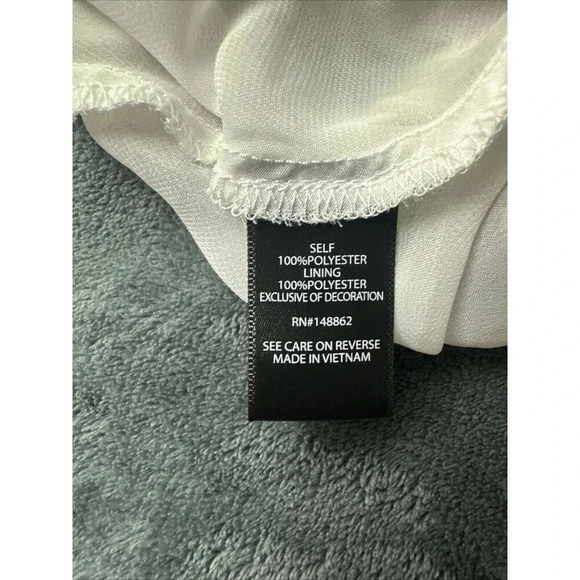 SELF
100%POLYESTER
LINING
100%POLYESTER
EXCLUSIVE OF DECORATION
RN#148862
SEE CARE ON REVERSE
MADE IN VIETNAM